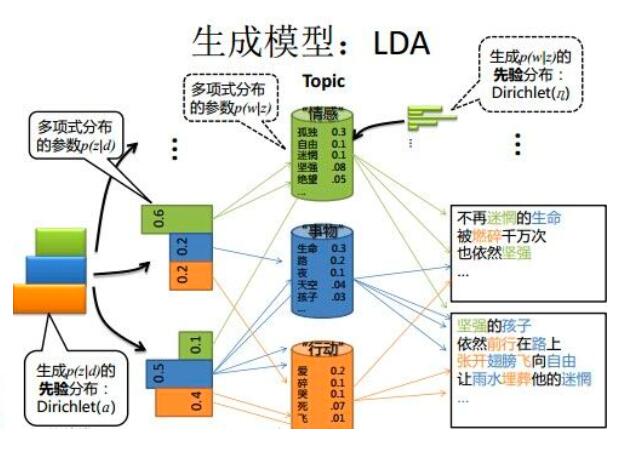 生成模型：LDA
Topic
生成p(w|z)的
先验分布：
Dirichlet(η)
多项式分布
的参数p(w|z)
多项式分布
的参数p(z|d)
⋮
⋮
“情感”
孤独 0.3
自由 0.1
迷惘 0.1
坚强 .08
绝望 .05
...
0.6
0.2
0.2
“事物”
生命 0.3
路 0.2
夜 0.1
天空 .04
孩子 .03
...
不再迷惘的生命
被燃碎千万次
也依然坚强
...
0.1
0.5
0.4
“行动”
爱 0.2
碎 0.1
哭 0.1
死 .07
飞 .01
坚强的孩子
依然前行在路上
张开翅膀飞向自由
让雨水埋葬他的迷惘
...
生成p(z|d)的
先验分布：
Dirichlet(α)